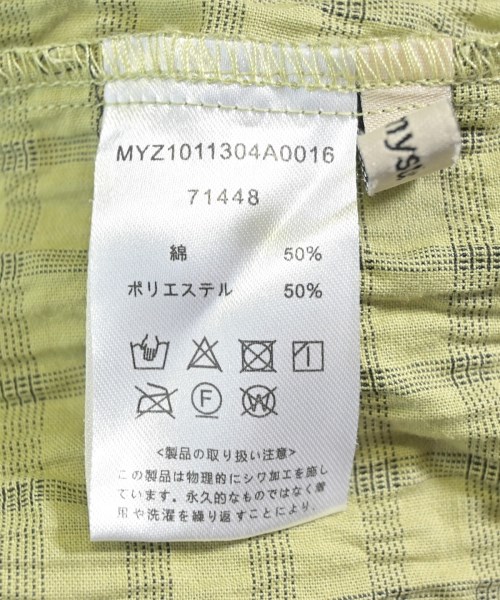 MYZ1011304A0016
71448
綿 50%
ポリエステル 50%
F
W
<製品の取り扱い注意>
この製品は物理的にシワ加工を施し
ています。永久的なものではなく着
用や洗濯を繰り返すことにより、
myso